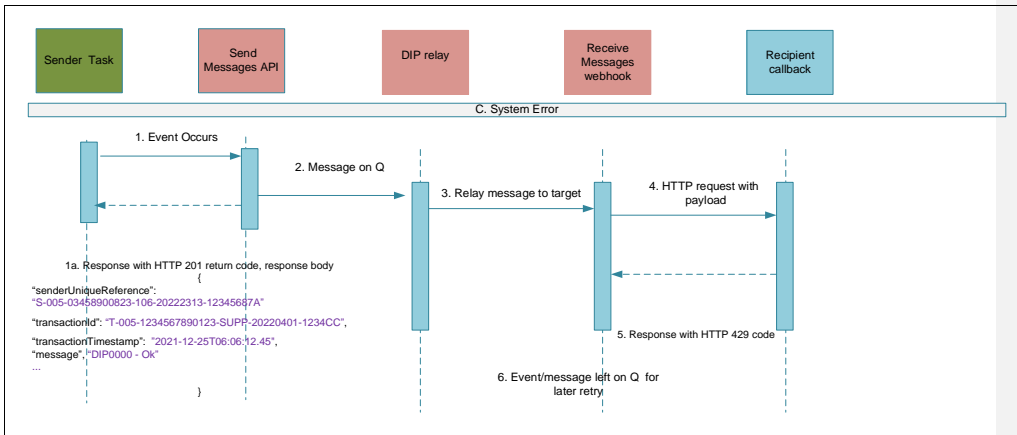 Sender Task
Send
Messages API
DIP relay
Receive
Messages
webhook
Recipient
callback
C. System Error
1. Event Occurs
2. Message on Q
3. Relay message to target
4. HTTP request with
payload
1a. Response with HTTP 201 return code, response body
{
“senderUniqueReference”:
“S-005-03458900823-106-20222313-12345687A”
“transactionId”: “T-005-1234567890123-SUPP-20220401-1234CC”,
“transactionTimestamp”: “2021-12-25T06:06:12.45”,
“message”, “DIP0000 - Ok”
...
}
5. Response with HTTP 429 code
6. Event/message left on Q for
later retry